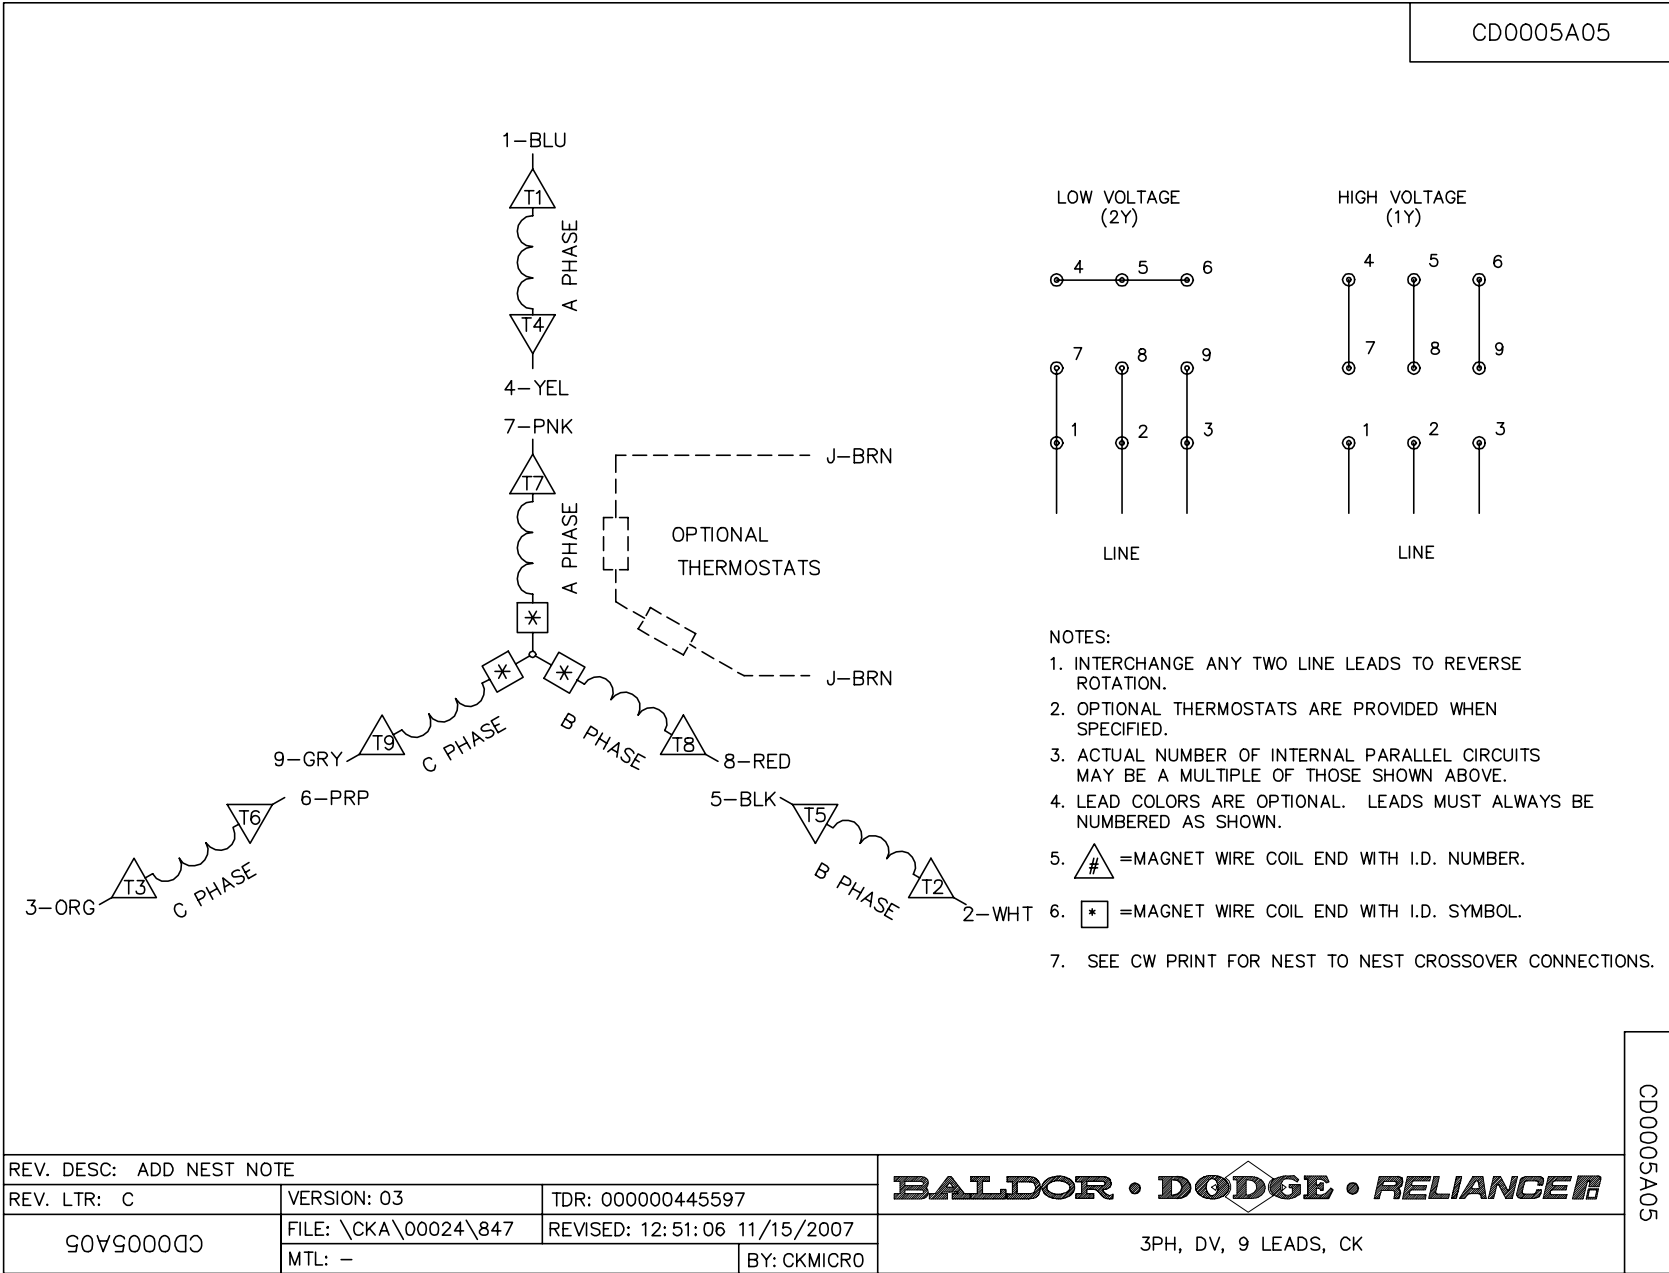 CD0005A05
1-BLU
T1
A PHASE
T4
4-YEL
7-PNK
T7
A PHASE
*
*
*
J-BRN
OPTIONAL
THERMOSTATS
J-BRN
T9
9-GRY
C PHASE
B PHASE
T8
8-RED
6-PRP
T6
T3
3-ORG
C PHASE
5-BLK
T5
B PHASE
T2
2-WHT
LOW VOLTAGE
(2Y)
4 5 6
7 8 9
1 2 3
LINE
HIGH VOLTAGE
(1Y)
4 5 6
7 8 9
1 2 3
LINE
NOTES:
1. INTERCHANGE ANY TWO LINE LEADS TO REVERSE
ROTATION.
2. OPTIONAL THERMOSTATS ARE PROVIDED WHEN
SPECIFIED.
3. ACTUAL NUMBER OF INTERNAL PARALLEL CIRCUITS
MAY BE A MULTIPLE OF THOSE SHOWN ABOVE.
4. LEAD COLORS ARE OPTIONAL. LEADS MUST ALWAYS BE
NUMBERED AS SHOWN.
5. # =MAGNET WIRE COIL END WITH I.D. NUMBER.
6. * =MAGNET WIRE COIL END WITH I.D. SYMBOL.
7. SEE CW PRINT FOR NEST TO NEST CROSSOVER CONNECTIONS.
CD0005A05
REV. DESC: ADD NEST NOTE
REV. LTR: C
VERSION: 03
TDR: 000000445597
CD0005A05
FILE: \CKA\00024\847
REVISED: 12:51:06 11/15/2007
MTL: -
BY: CKMICRO
BALDOR • DODGE • RELIANCE
3PH, DV, 9 LEADS, CK